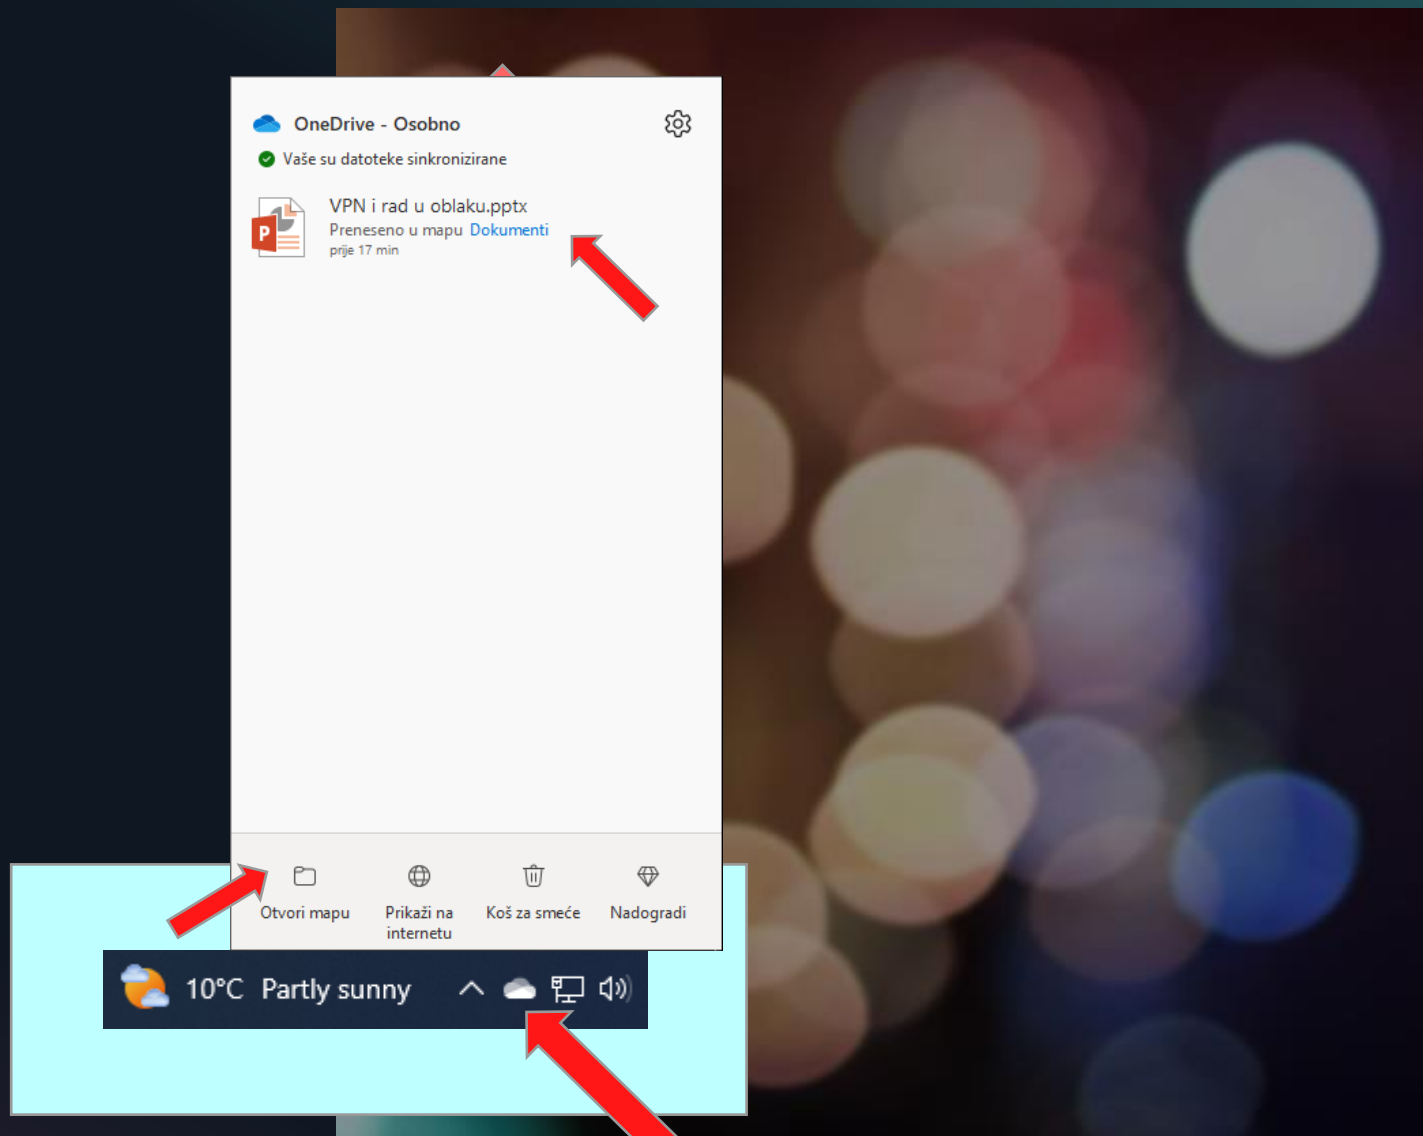 OneDrive - Osobno
Vaše su datoteke sinkronizirane
P
VPN i rad u oblaku.pptx
Preneseno u mapu Dokumenti
prije 17 min
Otvori mapu
Prikaži na
internetu
Koš za smeće
Nadogradi
10°C Partly sunny